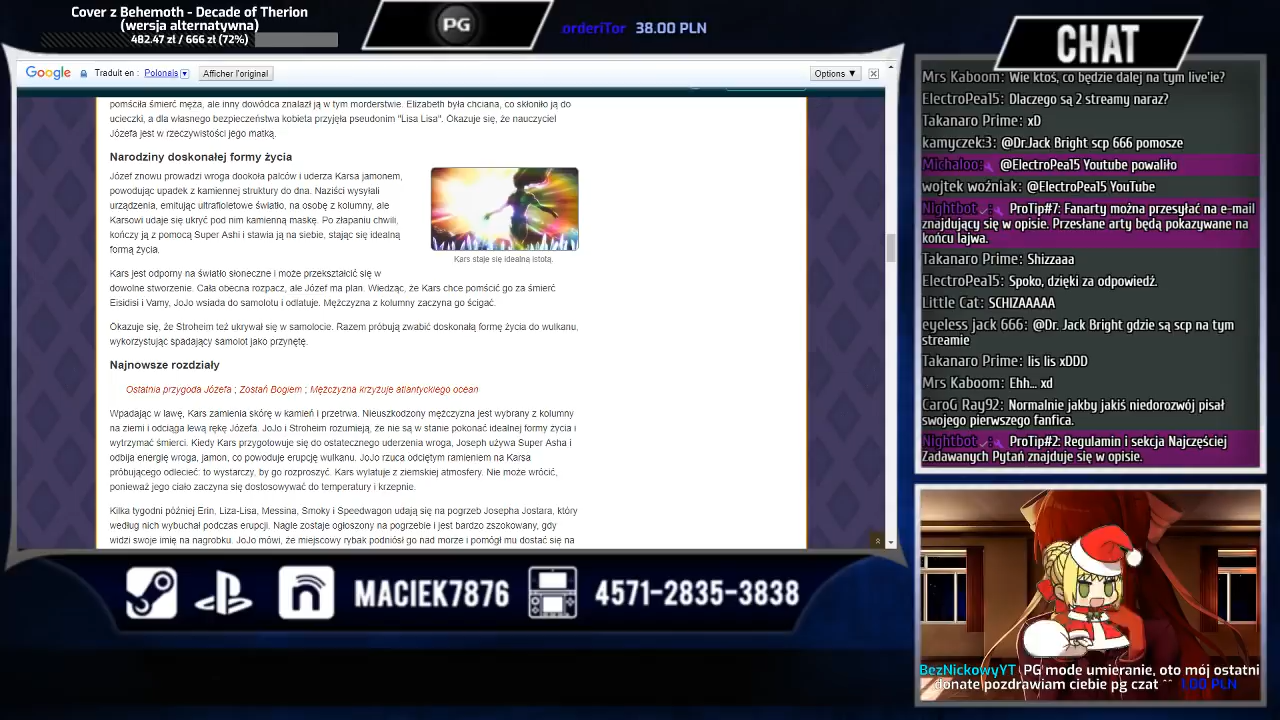 Cover z Behemoth - Decade of Therion
(wersja alternatywna)
482.47 zł / 666 zł (72%)
PG
.orderiTor 38.00 PLN
Google Traduit en : Polonais Afficher l'original Options ▼
pomściła śmierć męża, ale inny dowódca znalazł ją w tym morderstwie. Elizabeth była chciana, co skłoniło ją do
ucieczki, a dla własnego bezpieczeństwa kobieta przyjęła pseudonim "Lisa Lisa". Okazuje się, że nauczyciel
Józefa jest w rzeczywistości jego matką.
Narodziny doskonałej formy życia
Józef znowu prowadzi wroga dookoła palców i uderza Karsa jamonem,
powodując upadek z kamiennej struktury do dna. Naziści wysyłali
urządzenia, emitując ultrafioletowe światło, na osobę z kolumny, ale
Karsowi udaje się ukryć pod nim kamienną maskę. Po złapaniu chwili,
kończy ją z pomocą Super Ashi i stawia ją na siebie, stając się idealną
formą życia.
Kars staje się idealną istotą.
Kars jest odporny na światło słoneczne i może przekształcić się w
dowolne stworzenie. Cała obecna rozpacz, ale Józef ma plan. Wiedząc, że Kars chce pomścić go za śmierć
Eisidisi i Vamy, JoJo wsiada do samolotu i odlatuje. Mężczyzna z kolumny zaczyna go ścigać.
Okazuje się, że Stroheim też ukrywał się w samolocie. Razem próbują zwabić doskonałą formę życia do wulkanu,
wykorzystując spadający samolot jako przynętę.
Najnowsze rozdziały
Ostatnia przygoda Józefa ; Zostań Bogiem ; Mężczyzna krzyżuje atlantyckiego ocean
Wpadając w lawę, Kars zamienia skórę w kamień i przetrwa. Nieuszkodzony mężczyzna jest wybrany z kolumny
na ziemi i odciąga lewą rękę Józefa. JoJo i Stroheim rozumieją, że nie są w stanie pokonać idealnej formy życia i
wytrzymać śmierci. Kiedy Kars przygotowuje się do ostatecznego uderzenia wroga, Joseph używa Super Asha i
odbija energię wroga, jamon, co powoduje erupcję wulkanu. JoJo rzuca odciętym ramieniem na Karsa
próbującego odlecieć: to wystarczy, by go rozproszyć. Kars wylatuje z ziemskiej atmosfery. Nie może wrócić,
ponieważ jego ciało zaczyna się dostosowywać do temperatury i krzepnie.
Kilka tygodni później Erin, Liza-Lisa, Messina, Smoky i Speedwagon udają się na pogrzeb Josepha Jostara, który
według nich wybuchał podczas erupcji. Nagle zostaje ogłoszony na pogrzebie i jest bardzo zszokowany, gdy
widzi swoje imię na nagrobku. JoJo mówi, że miejscowy rybak podniósł go nad morze i pomógł mu dostać się na
MACIEK7876
4571-2835-3838
CHAT
Mrs Kaboom: Wie ktoś, co będzie dalej na tym live'ie?
ElectroPea15: Dlaczego są 2 streamy naraz?
Takanaro Prime: xD
kamyczek:3: @Dr.Jack Bright scp 666 pomosze
Michaloo: @ElectroPea15 Youtube powaliło
wojtek woźniak: @ElectroPea15 YouTube
Nightbot : ProTip#7: Fanarty można przesyłać na e-mail
znajdujący się w opisie. Przesłane arty będą pokazywane na
końcu lajwa.
Takanaro Prime: Shizzaaa
ElectroPea15: Spoko, dzięki za odpowiedź.
Little Cat: SCHIZAAAAA
eyeless jack 666: @Dr. Jack Bright gdzie są scp na tym
streamie
Takanaro Prime: lis lis xDDD
Mrs Kaboom: Ehh... xd
CaroG Ray92: Normalnie jakby jakiś niedorozwój pisał
swojego pierwszego fanfica.
Nightbot : ProTip#2: Regulamin i sekcja Najczęściej
Zadawanych Pytań znajduje się w opisie.
BezNickowyYT PG mode umieranie, oto mój ostatni
donate pozdrawiam ciebie pg czat ^^ 1.00 PLN